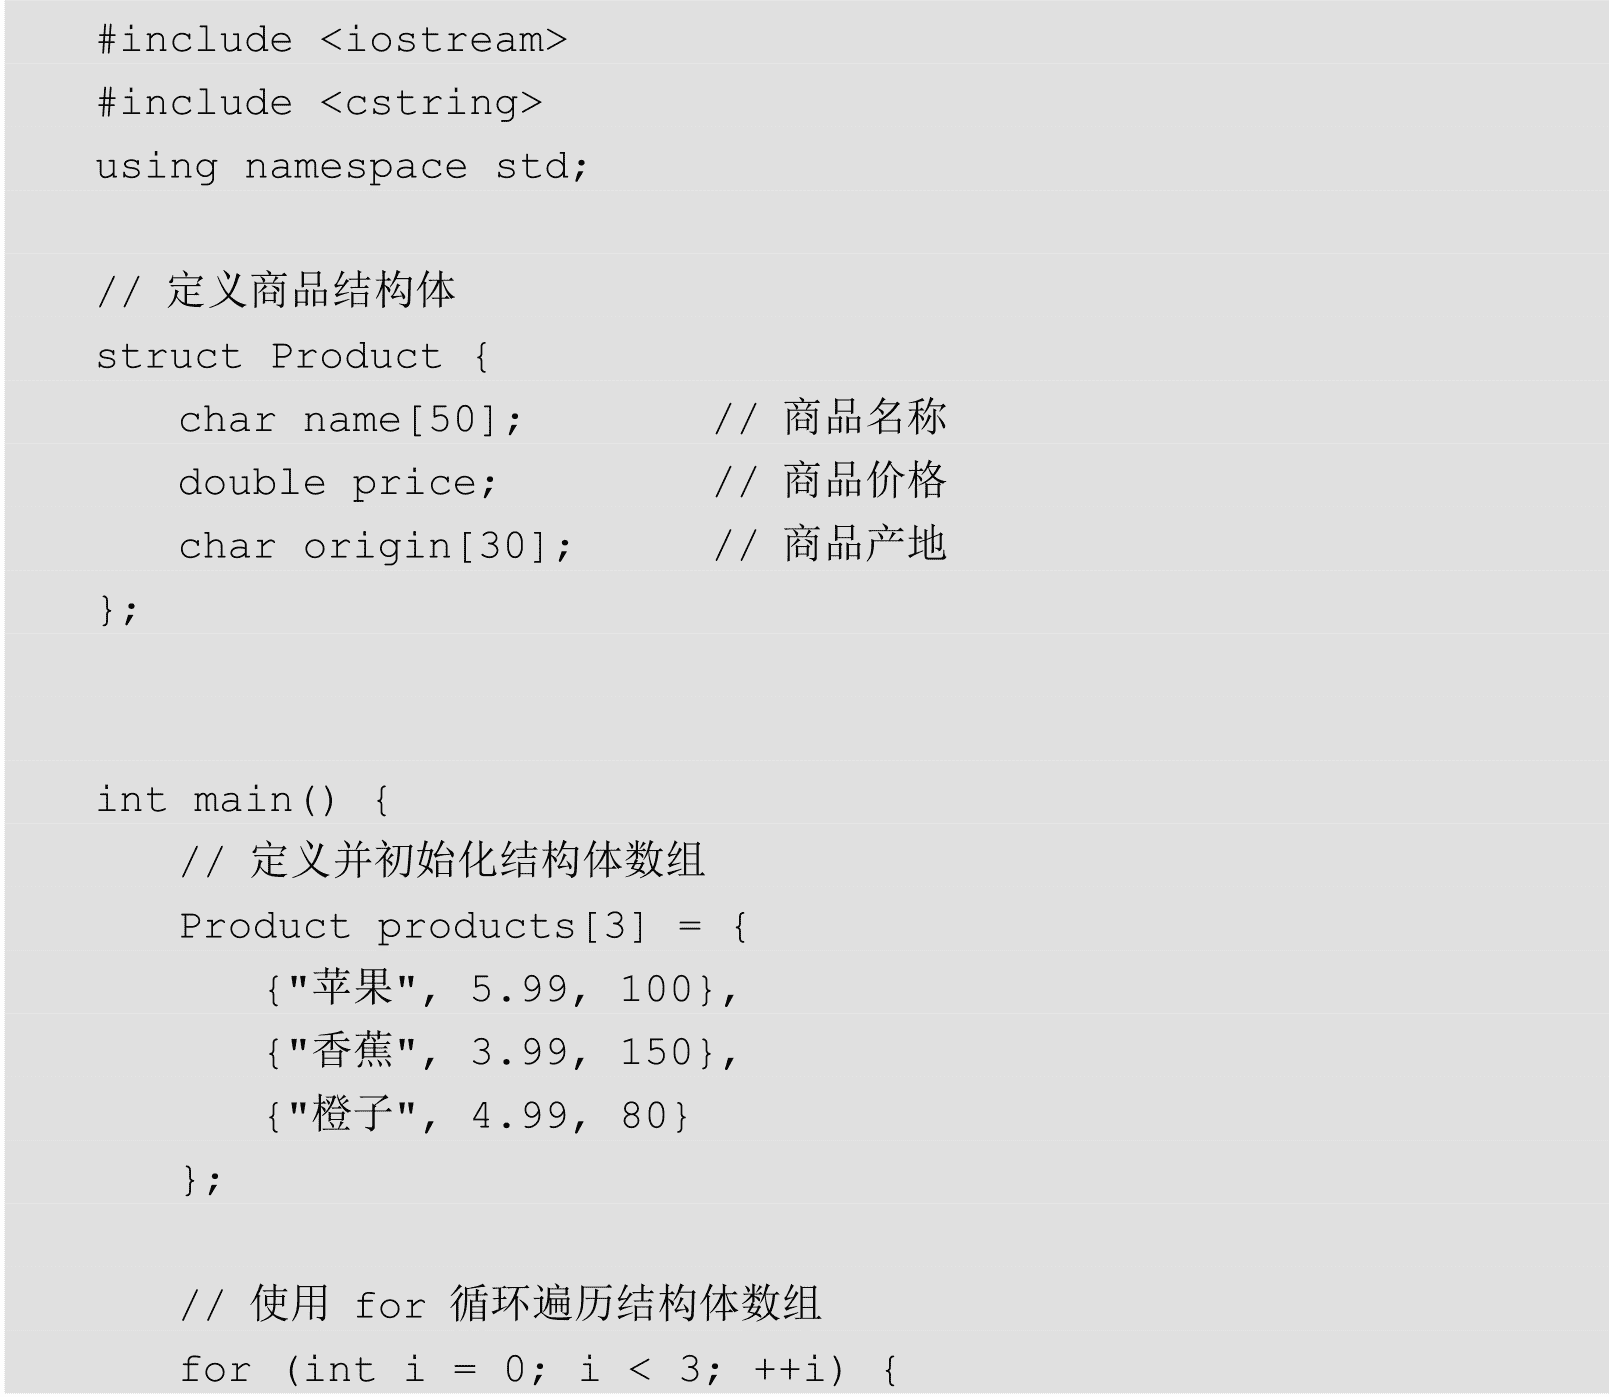 #include <iostream>
#include <cstring>
using namespace std;
// 定义商品结构体
struct Product {
char name[50]; // 商品名称
double price; // 商品价格
char origin[30]; // 商品产地
};
int main() {
// 定义并初始化结构体数组
Product products[3] = {
{"苹果", 5.99, 100},
{"香蕉", 3.99, 150},
{"橙子", 4.99, 80}
};
// 使用 for 循环遍历结构体数组
for (int i = 0; i < 3; ++i) {